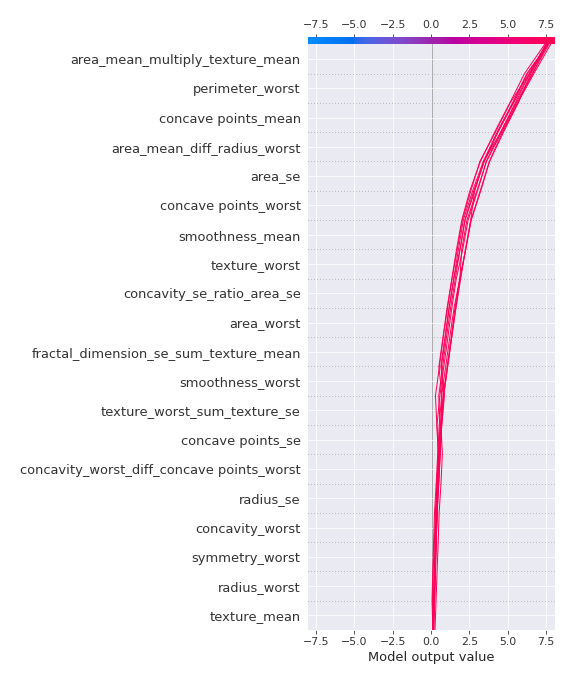 −7.5 −5.0 −2.5 0.0 2.5 5.0 7.5
area_mean_multiply_texture_mean
perimeter_worst
concave points_mean
area_mean_diff_radius_worst
area_se
concave points_worst
smoothness_mean
texture_worst
concavity_se_ratio_area_se
area_worst
fractal_dimension_se_sum_texture_mean
smoothness_worst
texture_worst_sum_texture_se
concave points_se
concavity_worst_diff_concave points_worst
radius_se
concavity_worst
symmetry_worst
radius_worst
texture_mean
−7.5 −5.0 −2.5 0.0 2.5 5.0 7.5
Model output value